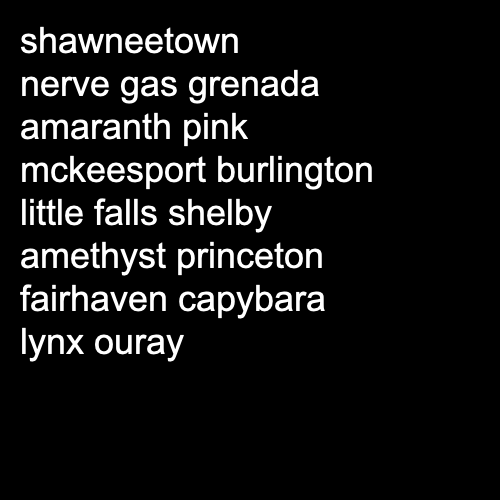 shawneetown
nerve gas grenada
amaranth pink
mckeesport burlington
little falls shelby
amethyst princeton
fairhaven capybara
lynx ouray